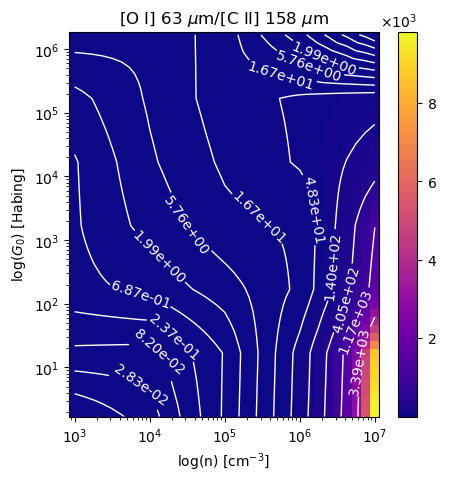 [O I] 63 μm/[C II] 158 μm
×10³
10⁶
10⁵
10⁴
10³
10²
10¹
log(G₀) [Habing]
1.99e+00
5.76e+00
1.67e+01
4.83e+01
5.76e+00
1.67e+01
1.99e+00
1.40e+02
6.87e-01
4.05e+02
1.17e+03
2.37e-01
8.20e-02
3.39e+03
2.83e-02
8
6
4
2
10³
10⁴
10⁵
10⁶
10⁷
log(n) [cm⁻³]